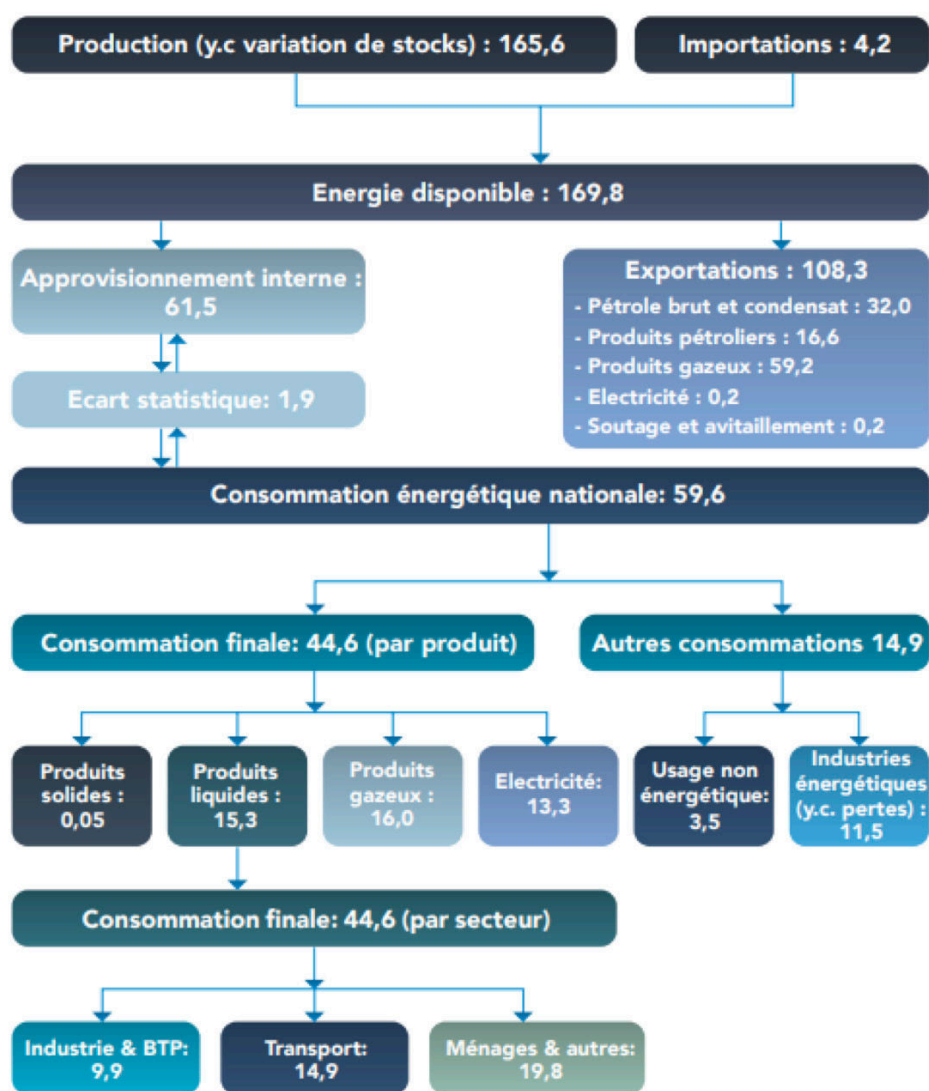 Production (y.c variation de stocks) : 165,6
Importations : 4,2
Energie disponible : 169,8
Approvisionnement interne :
61,5
Exportations : 108,3
- Pétrole brut et condensat : 32,0
- Produits pétroliers : 16,6
- Produits gazeux : 59,2
- Electricité : 0,2
- Soutage et avitaillement : 0,2
Ecart statistique: 1,9
Consommation énergétique nationale: 59,6
Consommation finale: 44,6 (par produit)
Autres consommations 14,9
Produits
solides :
0,05
Produits
liquides :
15,3
Produits
gazeux :
16,0
Electricité:
13,3
Usage non
énergétique:
3,5
Industries
énergétiques
(y.c. pertes) :
11,5
Consommation finale: 44,6 (par secteur)
Industrie & BTP:
9,9
Transport:
14,9
Ménages & autres:
19,8